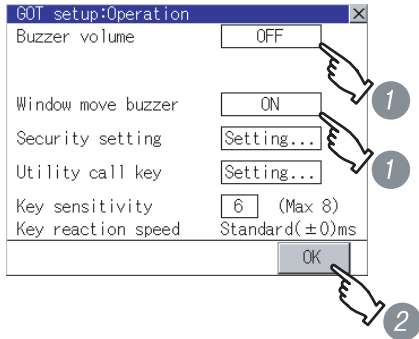 GOT setup:Operation ×
Buzzer volume OFF
1
Window move buzzer ON
Security setting Setting...
1
Utility call key Setting...
Key sensitivity 6 (Max 8)
Key reaction speed Standard(±0)ms
OK
2